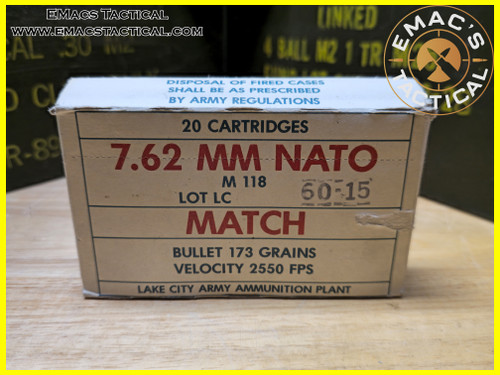 EMACS TACTICAL
WWW.EMACSTACTICAL.COM
EMAC'S
TACTICAL
CAL .30 M2
LINKED
4 BALL M2 1 TR
DISPOSAL OF FIRED CASES
SHALL BE AS PRESCRIBED
BY ARMY REGULATIONS
20 CARTRIDGES
7.62 MM NATO
M 118
LOT LC 60-15
MATCH
BULLET 173 GRAINS
VELOCITY 2550 FPS
LAKE CITY ARMY AMMUNITION PLANT